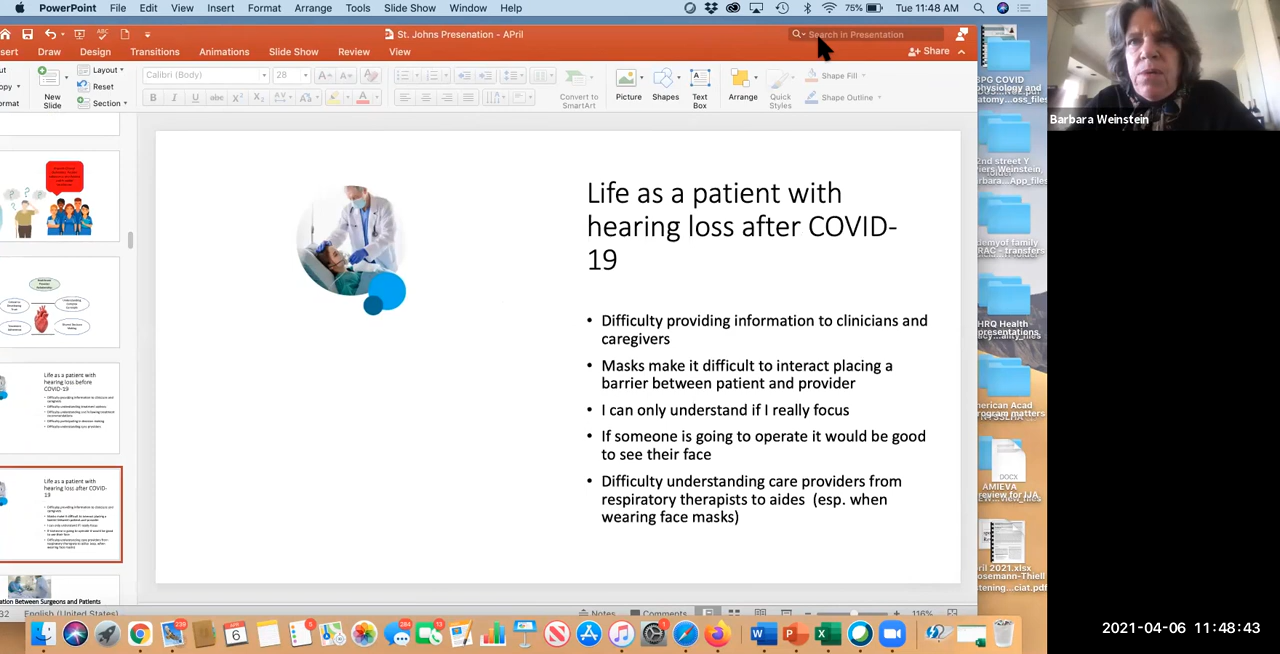 PowerPoint File Edit View Insert Format Arrange Tools Slide Show Window Help 75% Tue 11:48 AM
St. Johns Presenation - APril
Search in Presentation
Draw Design Transitions Animations Slide Show Review View
Share
New
Slide
Layout
Reset
Section
Calibri (Body)
28
Convert to
SmartArt
Picture
Shapes
Text
Box
Arrange
Quick
Styles
Shape Fill
Shape Outline
Life as a patient with
hearing loss before
COVID-19
Life as a patient with
hearing loss after COVID-
19
Life as a patient with
hearing loss after COVID-
19
• Difficulty providing information to clinicians and
caregivers
• Masks make it difficult to interact placing a
barrier between patient and provider
• I can only understand if I really focus
• If someone is going to operate it would be good
to see their face
• Difficulty understanding care providers from
respiratory therapists to aides (esp. when
wearing face masks)
Between Surgeons and Patients
English (United States)
Notes
Comments
116%
Barbara Weinstein
DOCX
2021-04-06 11:48:43